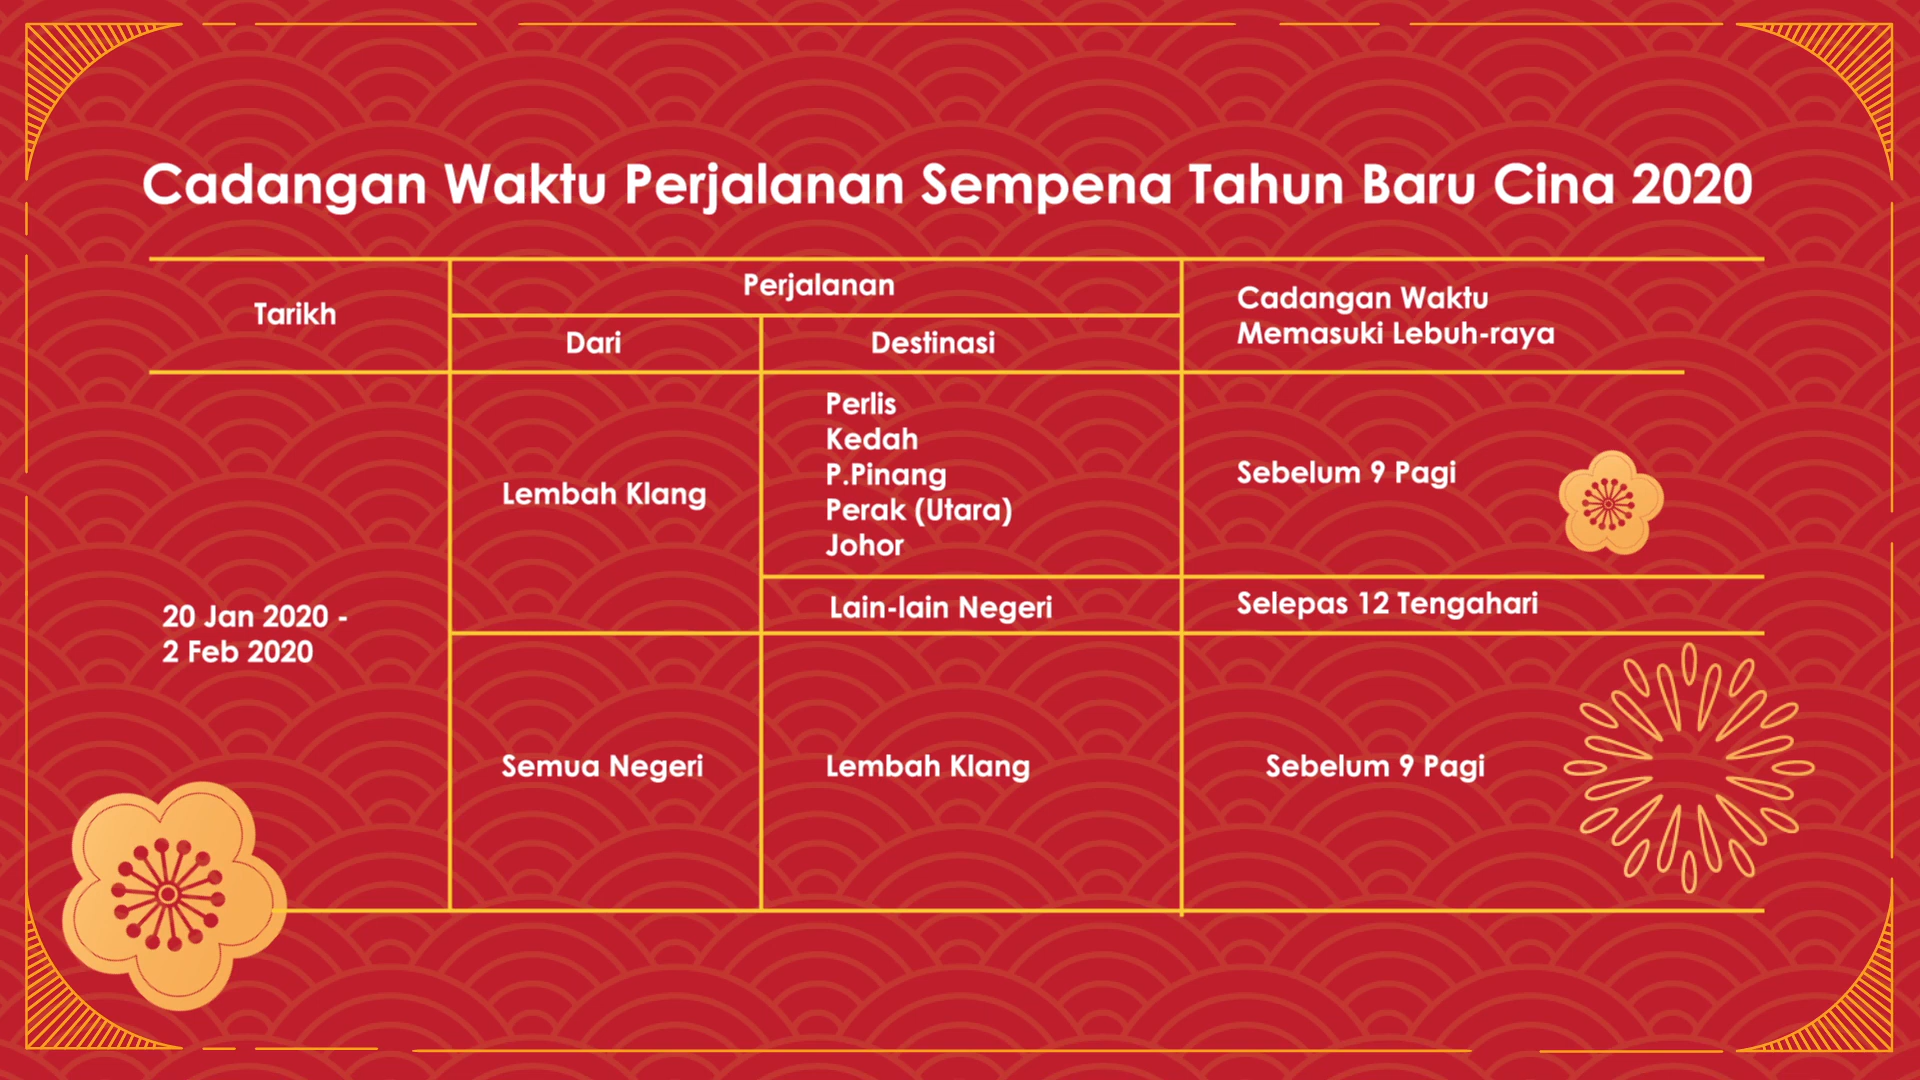 Cadangan Waktu Perjalanan Sempena Tahun Baru Cina 2020
Tarikh
Perjalanan
Dari
Destinasi
Cadangan Waktu
Memasuki Lebuh-raya
20 Jan 2020 -
2 Feb 2020
Lembah Klang
Perlis
Kedah
P.Pinang
Perak (Utara)
Johor
Sebelum 9 Pagi
Lain-lain Negeri
Selepas 12 Tengahari
Semua Negeri
Lembah Klang
Sebelum 9 Pagi